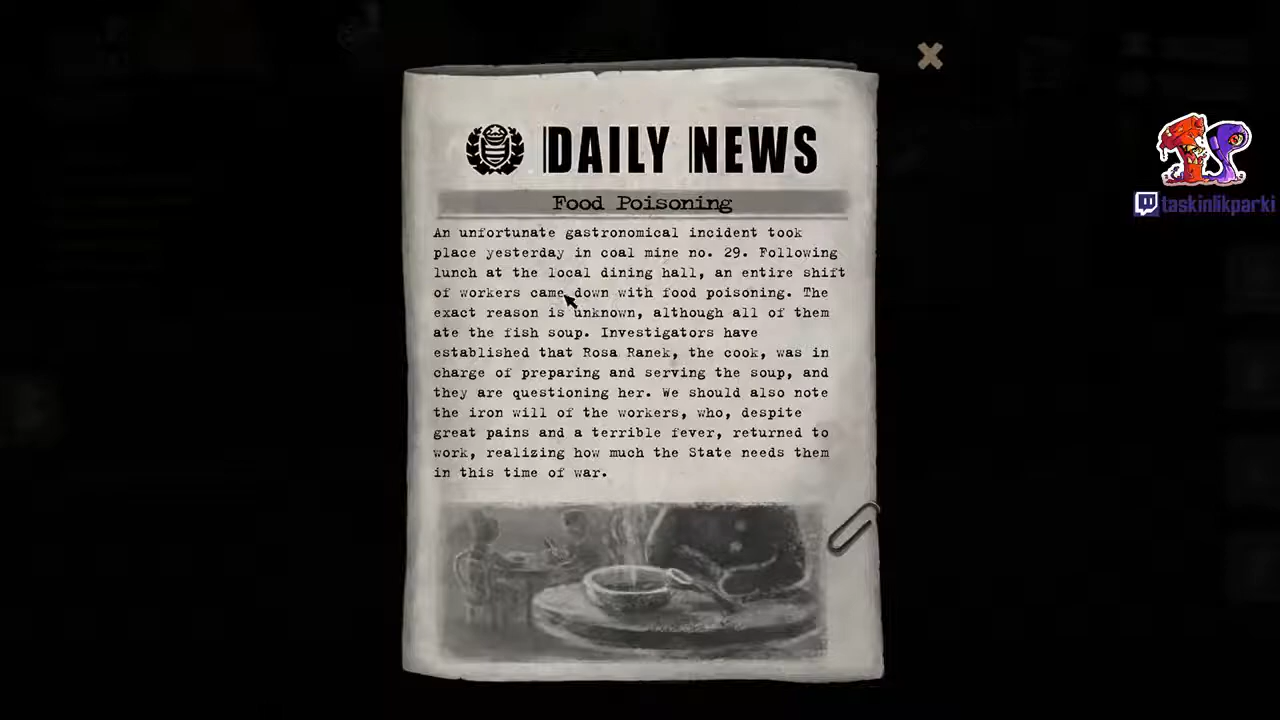 DAILY NEWS
Food Poisoning
An unfortunate gastronomical incident took
place yesterday in coal mine no. 29. Following
lunch at the local dining hall, an entire shift
of workers came down with food poisoning. The
exact reason is unknown, although all of them
ate the fish soup. Investigators have
established that Rosa Ranek, the cook, was in
charge of preparing and serving the soup, and
they are questioning her. We should also note
the iron will of the workers, who, despite
great pains and a terrible fever, returned to
work, realizing how much the State needs them
in this time of war.
taskinlikparki